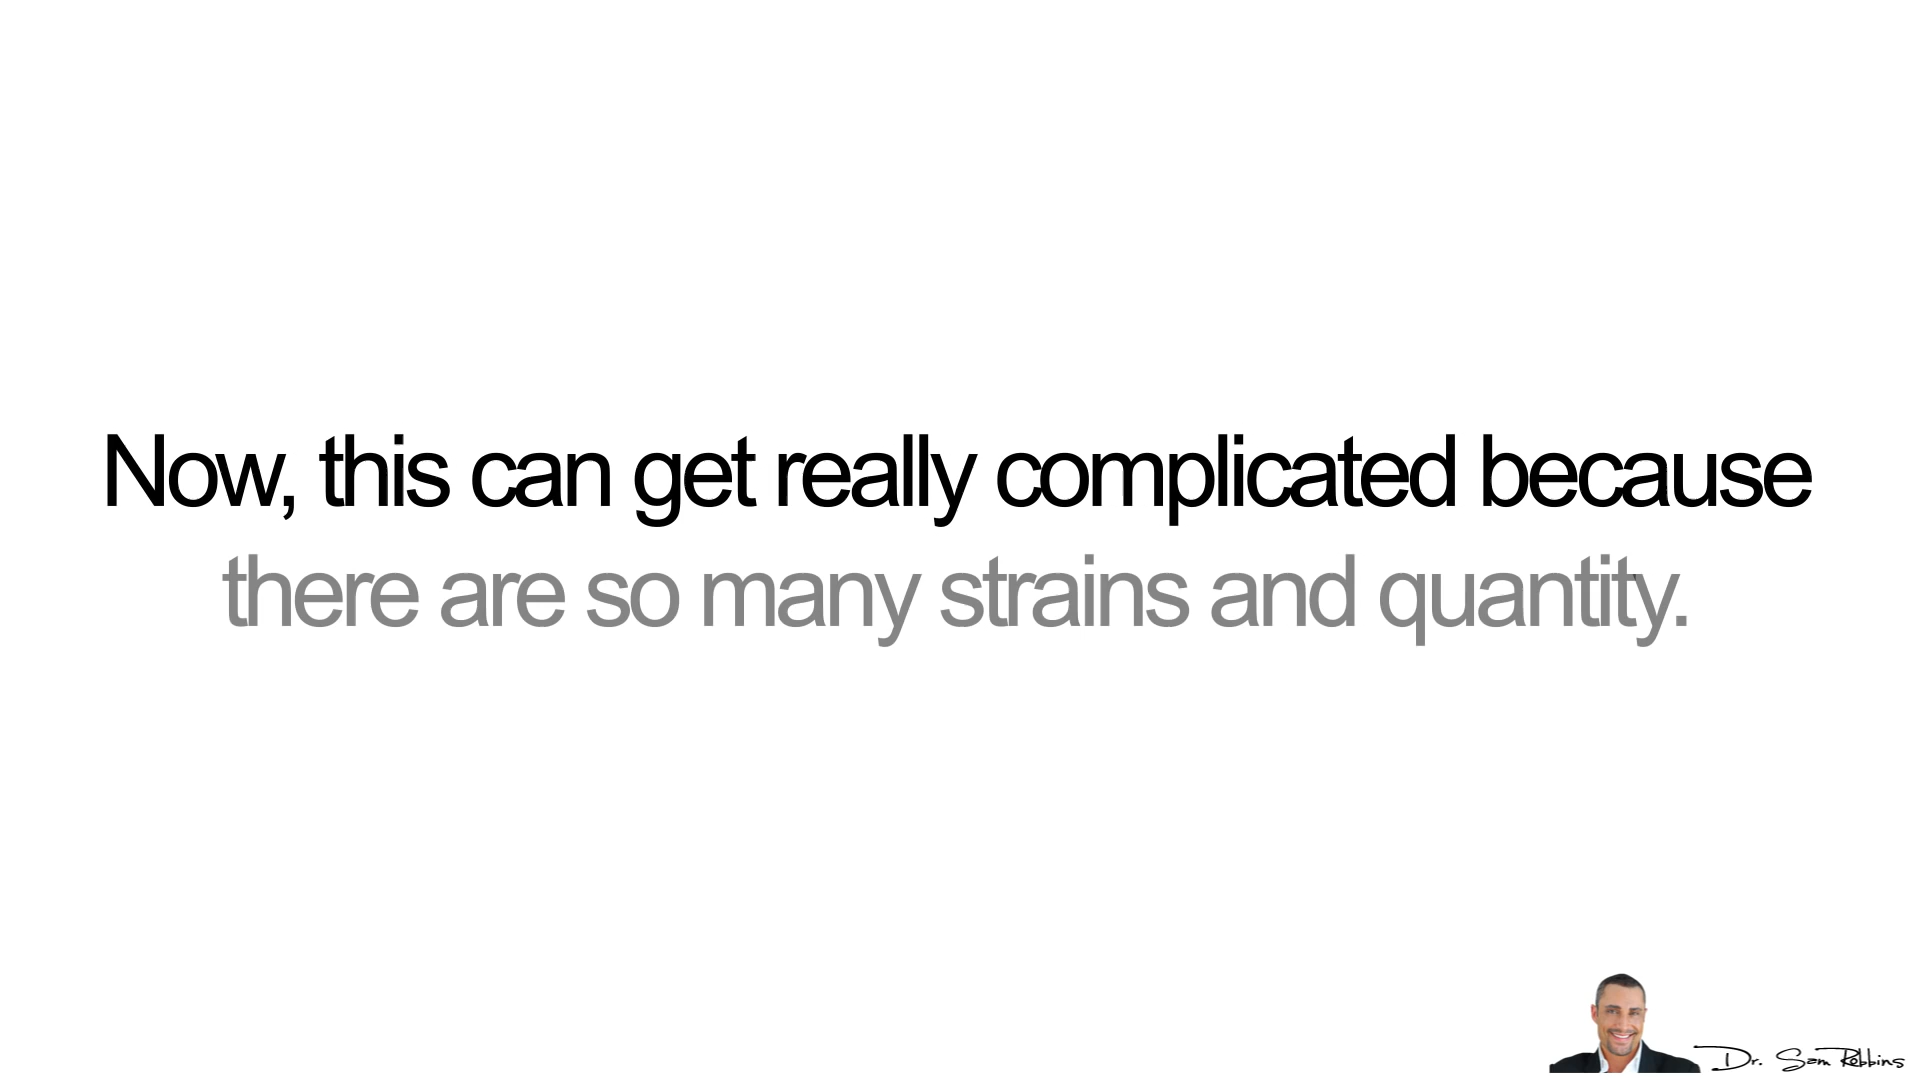 Now, this can get really complicated because
there are so many strains and quantity.
Dr. Sam Robbins